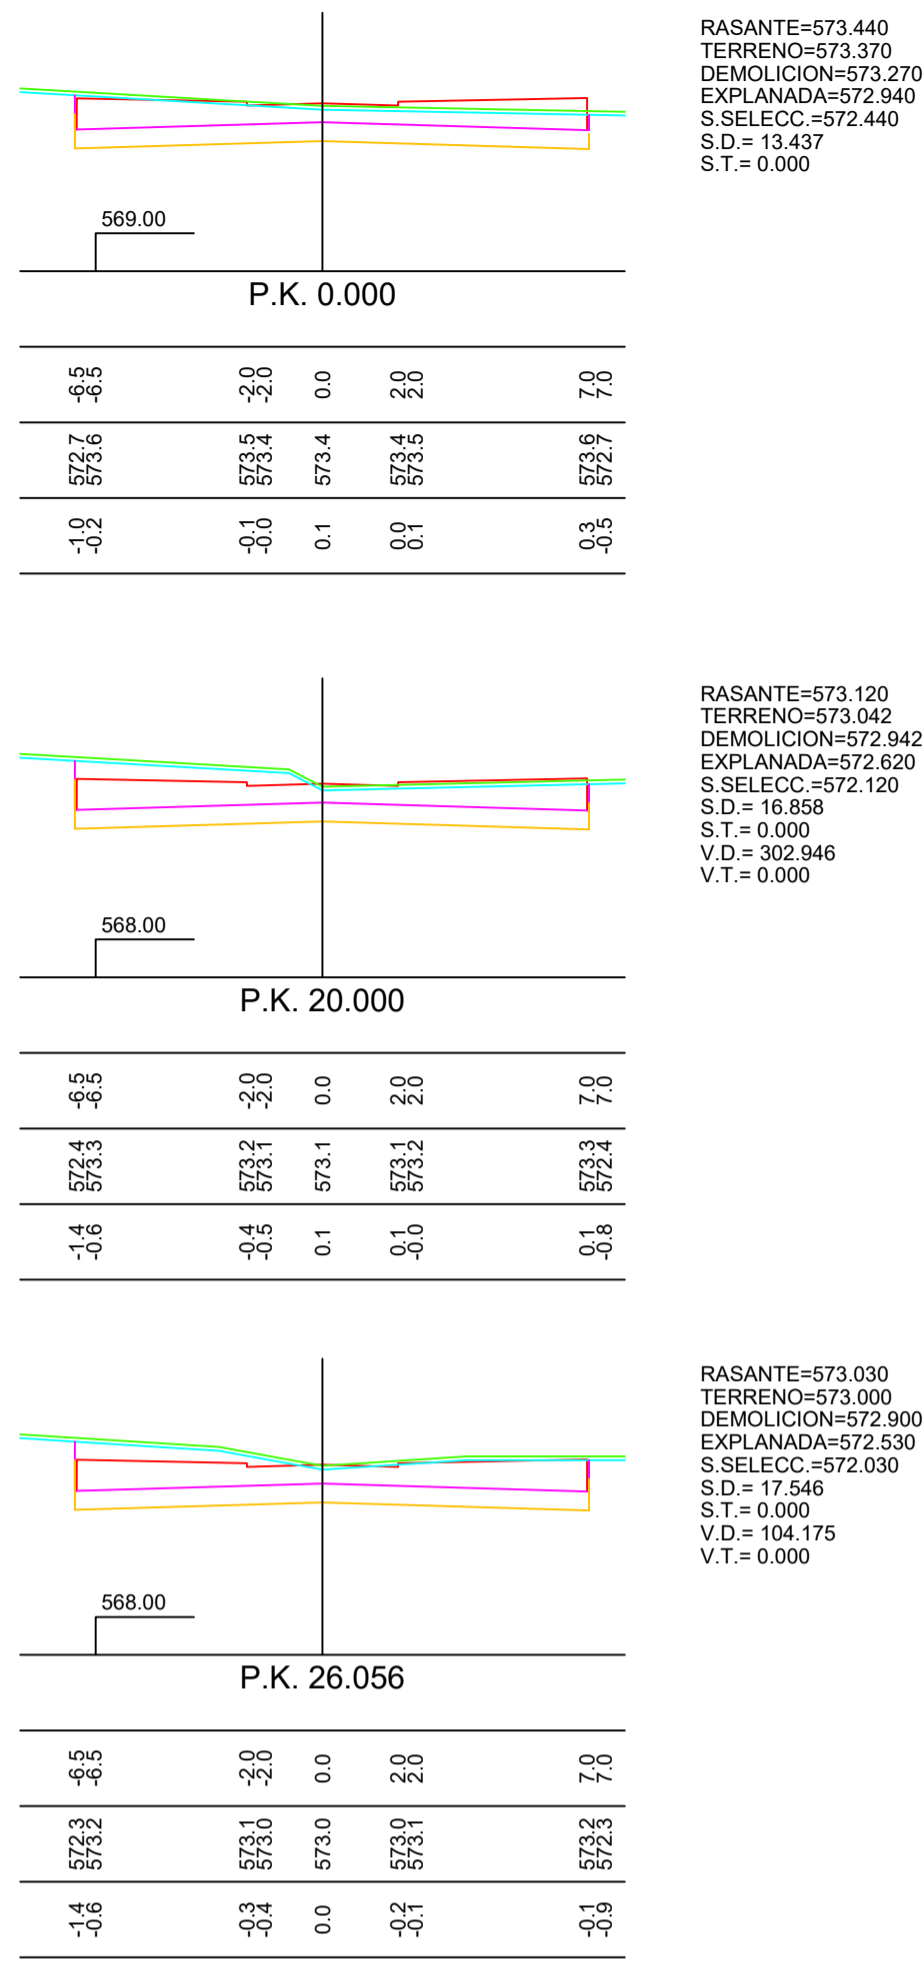 RASANTE=573.440
TERRENO=573.370
DEMOLICION=573.270
EXPLANADA=572.940
S.SELECC.=572.440
S.D.= 13.437
S.T.= 0.000
569.00
P.K. 0.000
-6.5 -6.5 -2.0 -2.0 0.0 2.0 2.0 7.0 7.0
572.7 573.6 573.5 573.4 573.4 573.4 573.5 573.6 572.7
-1.0 -0.2 -0.1 -0.0 0.1 0.0 0.1 0.3 -0.5
RASANTE=573.120
TERRENO=573.042
DEMOLICION=572.942
EXPLANADA=572.620
S.SELECC.=572.120
S.D.= 16.858
S.T.= 0.000
V.D.= 302.946
V.T.= 0.000
568.00
P.K. 20.000
-6.5 -6.5 -2.0 -2.0 0.0 2.0 2.0 7.0 7.0
572.4 573.3 573.2 573.1 573.1 573.1 573.2 573.3 572.4
-1.4 -0.6 -0.4 -0.5 0.1 0.1 -0.0 0.1 -0.8
RASANTE=573.030
TERRENO=573.000
DEMOLICION=572.900
EXPLANADA=572.530
S.SELECC.=572.030
S.D.= 17.546
S.T.= 0.000
V.D.= 104.175
V.T.= 0.000
568.00
P.K. 26.056
-6.5 -6.5 -2.0 -2.0 0.0 2.0 2.0 7.0 7.0
572.3 573.2 573.1 573.0 573.0 573.0 573.1 573.2 572.3
-1.4 -0.6 -0.3 -0.4 0.0 -0.2 -0.1 -0.1 -0.9